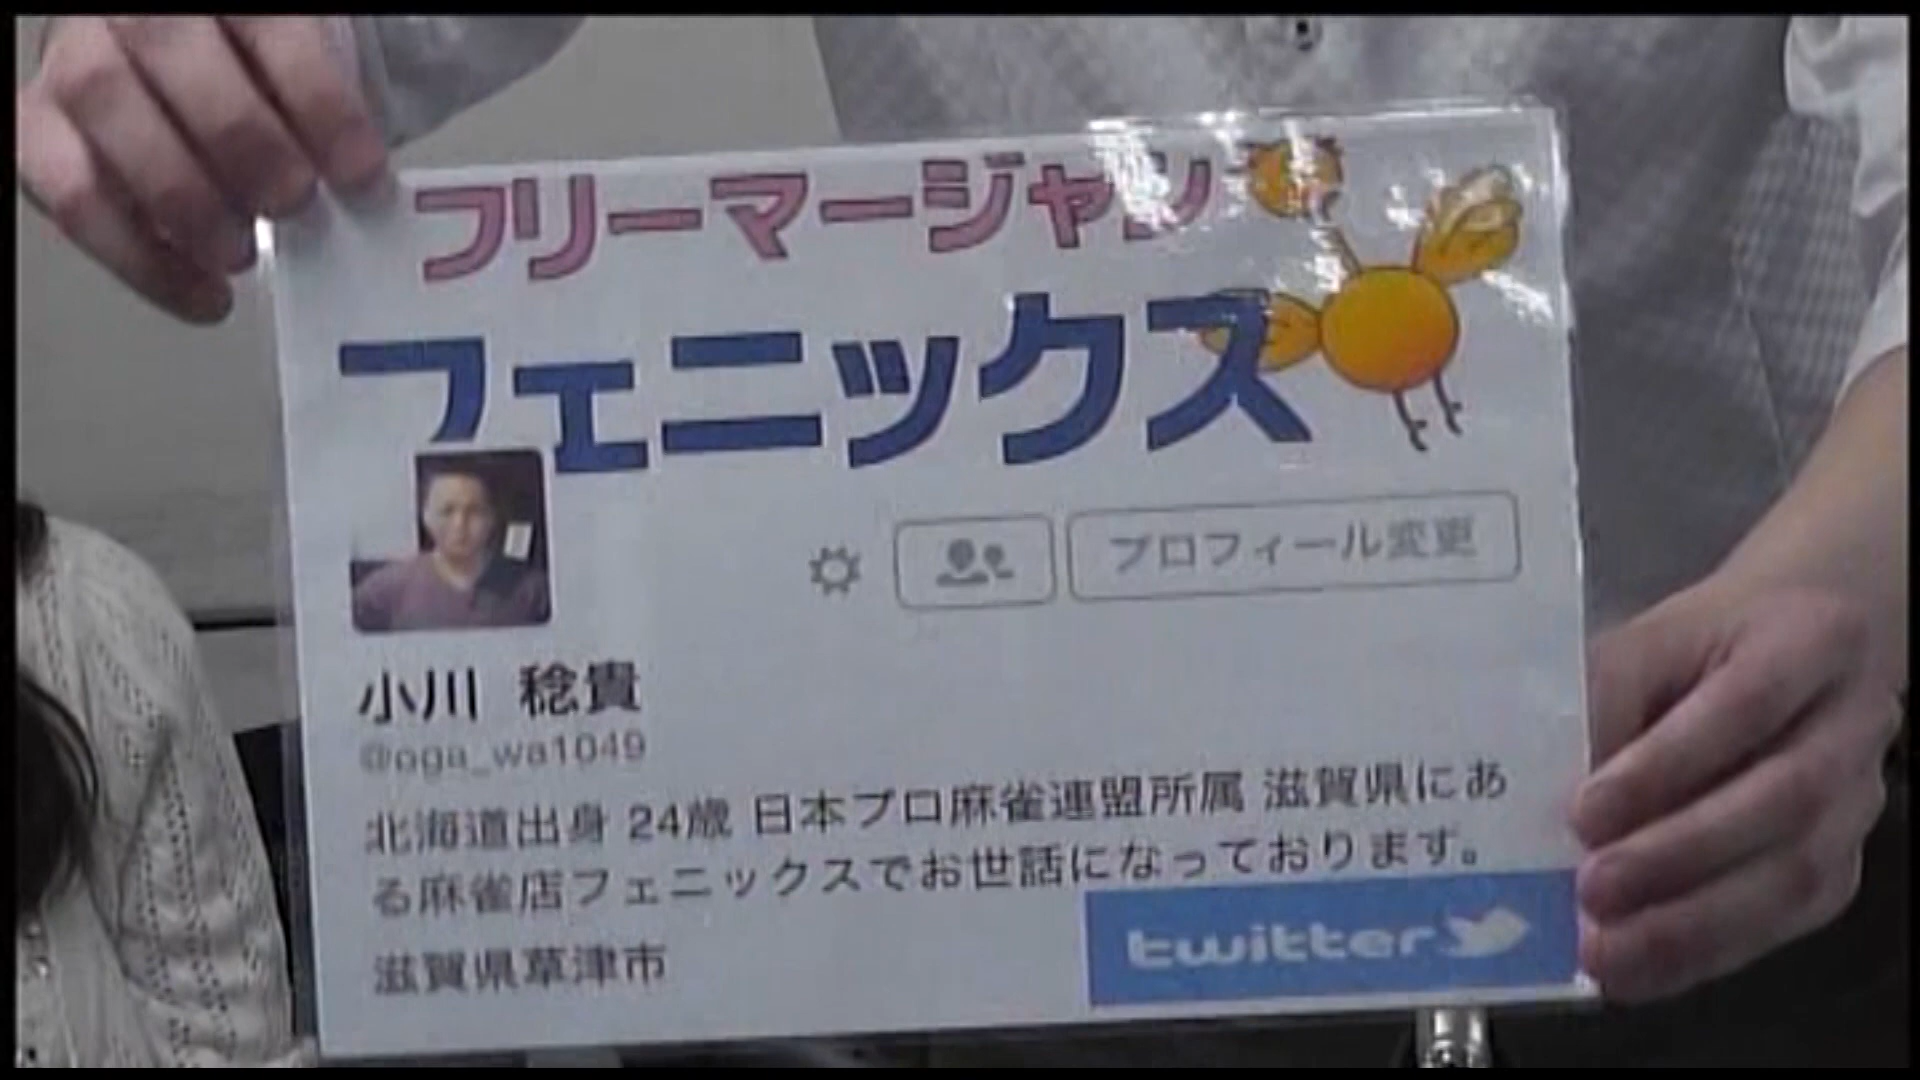 フリーマージャン
フェニックス
プロフィール変更
小川 稔貴
@oga_wa1049
北海道出身 24歳 日本プロ麻雀連盟所属 滋賀県にあ
る麻雀店フェニックスでお世話になっております。
滋賀県草津市
twitter